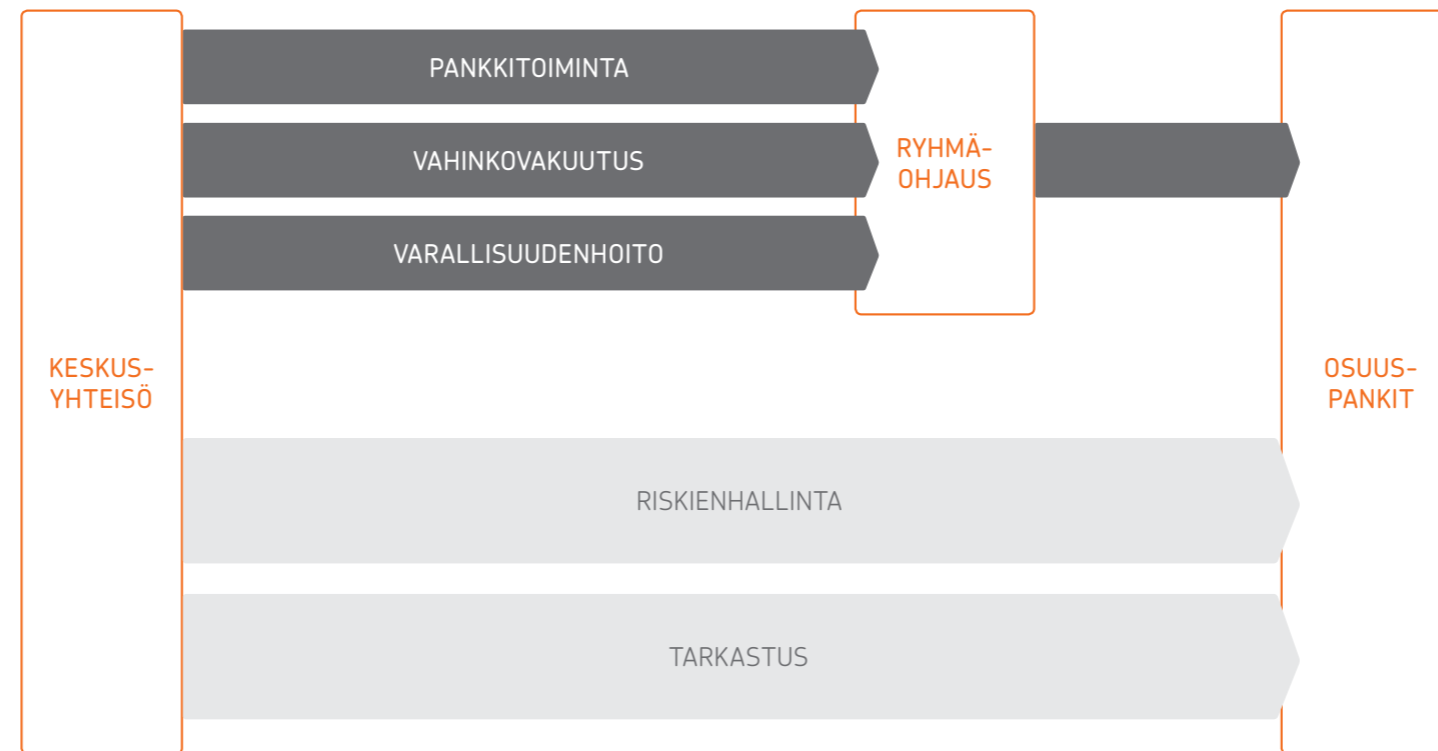 PANKKITOIMINTA
VAHINKOVAKUUTUS
VARALLISUUDENHOITO
RYHMÄ-
OHJAUS
KESKUS-
YHTEISÖ
OSUUS-
PANKIT
RISKIENHALLINTA
TARKASTUS